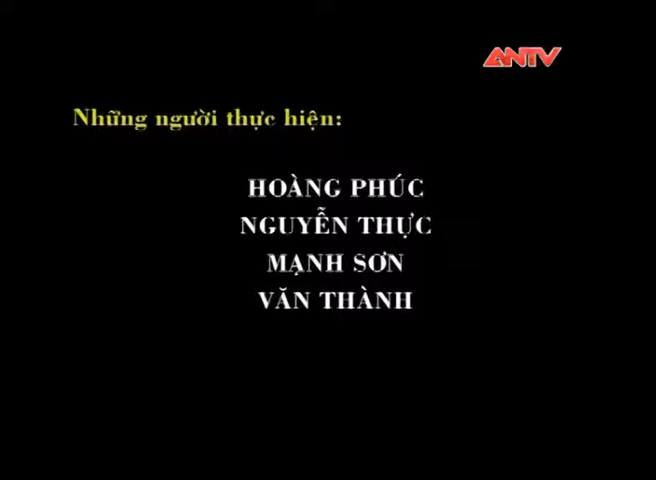 ANTV
Những người thực hiện:
HOÀNG PHÚC
NGUYỄN THỰC
MẠNH SƠN
VĂN THÀNH